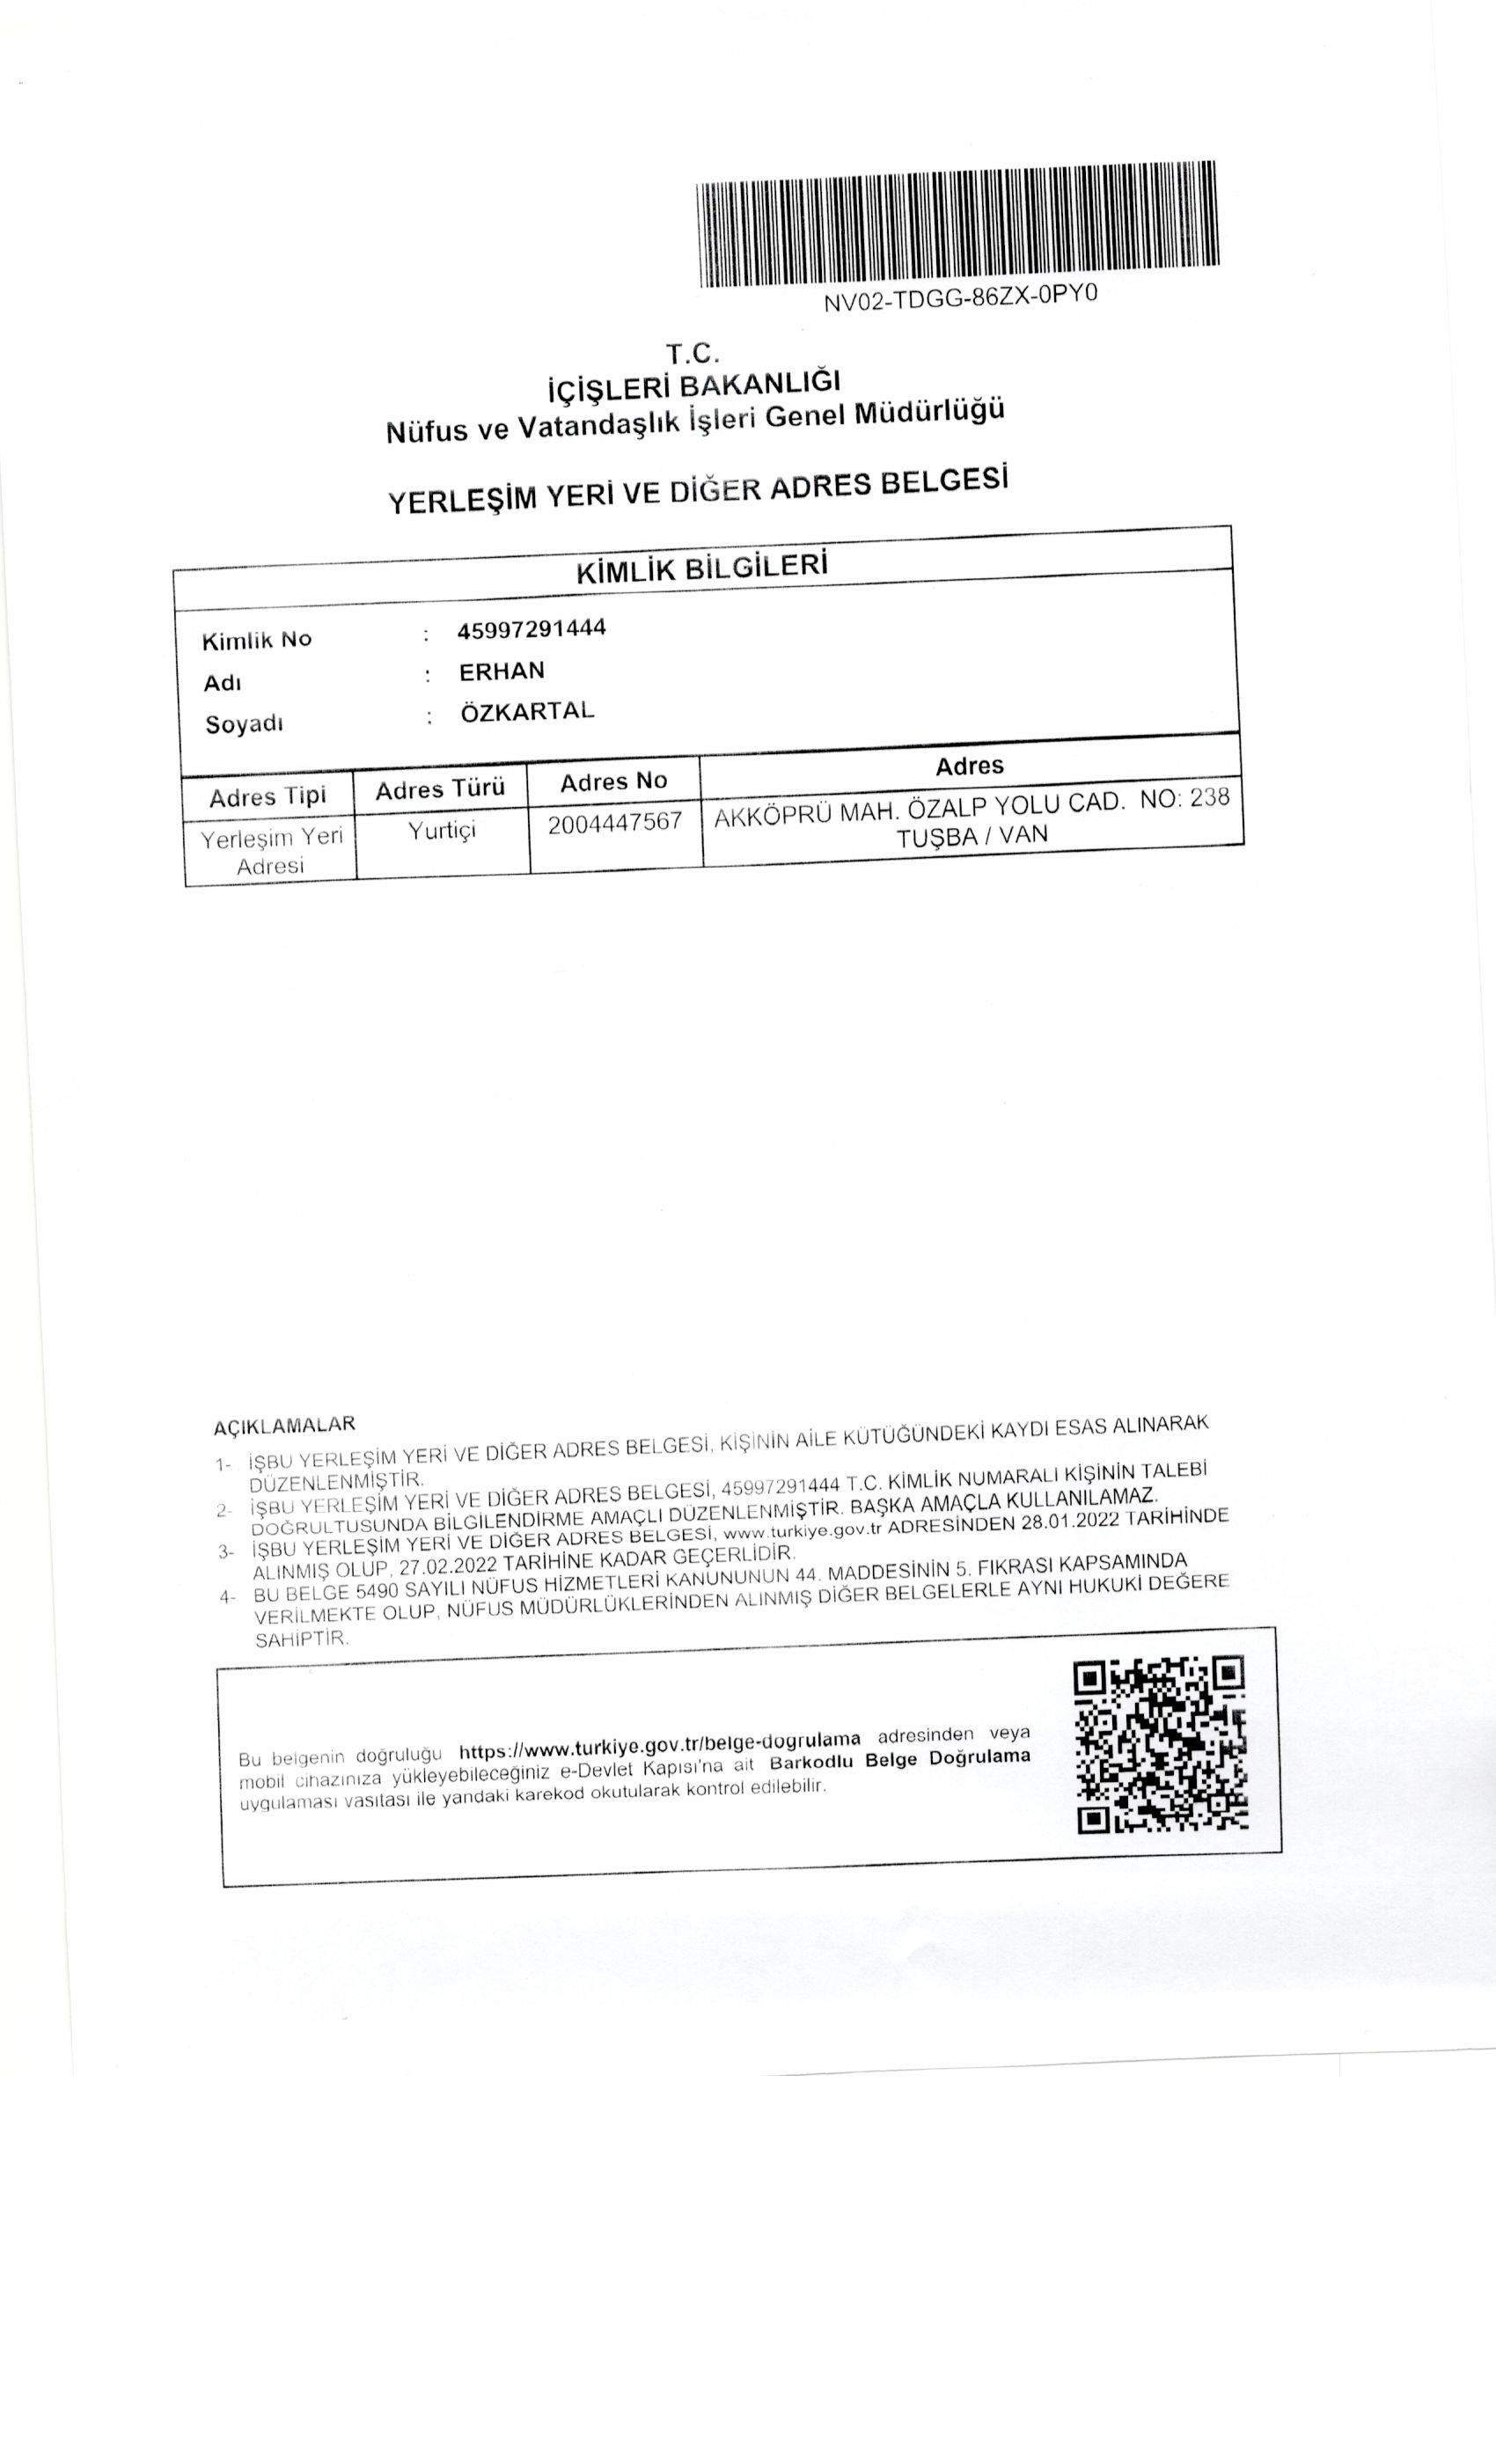 NV02-TDGG-86ZX-0PY0
T.C.
İÇİŞLERİ BAKANLIĞI
Nüfus ve Vatandaşlık İşleri Genel Müdürlüğü
YERLEŞİM YERİ VE DİĞER ADRES BELGESİ
KİMLİK BİLGİLERİ
Kimlik No : 45997291444
Adı : ERHAN
Soyadı : ÖZKARTAL
Adres Tipi Adres Türü Adres No Adres
Yerleşim Yeri Yurtiçi 2004447567 AKKÖPRÜ MAH. ÖZALP YOLU CAD. NO: 238
Adresi TUŞBA / VAN
AÇIKLAMALAR
1- İŞBU YERLEŞİM YERİ VE DİĞER ADRES BELGESİ, KİŞİNİN AİLE KÜTÜĞÜNDEKİ KAYDI ESAS ALINARAK
DÜZENLENMİŞTİR.
2- İŞBU YERLEŞİM YERİ VE DİĞER ADRES BELGESİ, 45997291444 T.C. KİMLİK NUMARALI KİŞİNİN TALEBİ
DOĞRULTUSUNDA BİLGİLENDİRME AMAÇLI DÜZENLENMİŞTİR. BAŞKA AMAÇLA KULLANILAMAZ.
3- İŞBU YERLEŞİM YERİ VE DİĞER ADRES BELGESİ, www.turkiye.gov.tr ADRESİNDEN 28.01.2022 TARİHİNDE
ALINMIŞ OLUP, 27.02.2022 TARİHİNE KADAR GEÇERLİDİR.
4- BU BELGE 5490 SAYILI NÜFUS HİZMETLERİ KANUNUNUN 44. MADDESİNİN 5. FIKRASI KAPSAMINDA
VERİLMEKTE OLUP, NÜFUS MÜDÜRLÜKLERİNDEN ALINMIŞ DİĞER BELGELERLE AYNI HUKUKİ DEĞERE
SAHİPTİR.
Bu belgenin doğruluğu https://www.turkiye.gov.tr/belge-dogrulama adresinden veya
mobil cihazınıza yükleyebileceğiniz e-Devlet Kapısı'na ait Barkodlu Belge Doğrulama
uygulaması vasıtası ile yandaki karekod okutularak kontrol edilebilir.